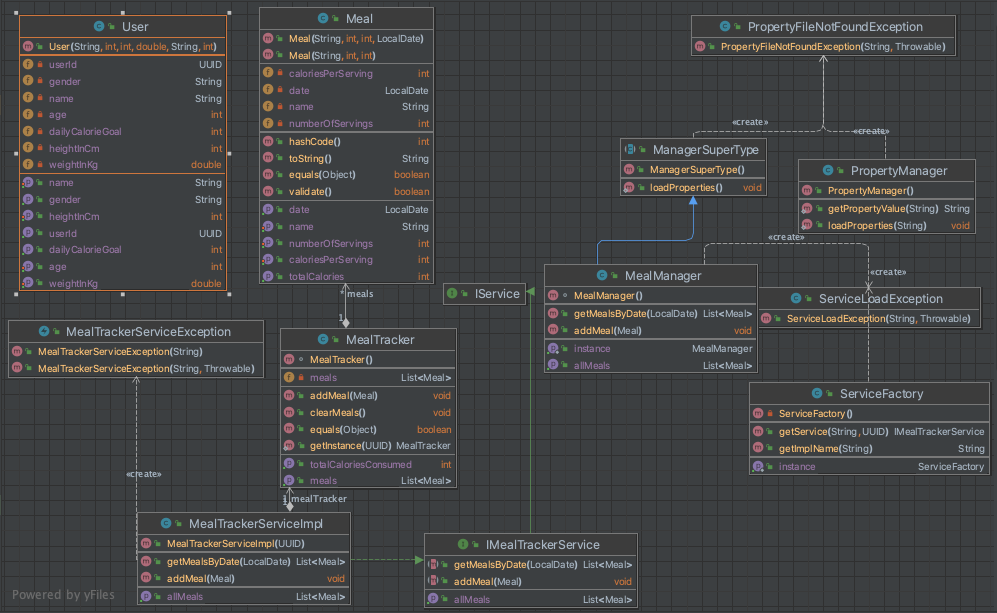 User
User(String, int, int, double, String, int)
userId UUID
gender String
name String
age int
dailyCalorieGoal int
heightInCm int
weightInKg double
name String
gender String
heightInCm int
userId UUID
dailyCalorieGoal int
age int
weightInKg double
Meal
Meal(String, int, int, LocalDate)
Meal(String, int, int)
caloriesPerServing int
date LocalDate
name String
numberOfServings int
hashCode() int
toString() String
equals(Object) boolean
validate() boolean
date LocalDate
name String
numberOfServings int
caloriesPerServing int
totalCalories int
PropertyFileNotFoundException
PropertyFileNotFoundException(String, Throwable)
«create»
«create»
ManagerSuperType
ManagerSuperType()
loadProperties() void
PropertyManager
PropertyManager()
getPropertyValue(String) String
loadProperties(String) void
«create»
«create»
MealManager
MealManager()
getMealsByDate(LocalDate) List<Meal>
addMeal(Meal) void
instance MealManager
allMeals List<Meal>
ServiceLoadException
ServiceLoadException(String, Throwable)
* meals
1
IService
MealTrackerServiceException
MealTrackerServiceException(String)
MealTrackerServiceException(String, Throwable)
MealTracker
MealTracker()
meals List<Meal>
addMeal(Meal) void
clearMeals() void
equals(Object) boolean
getInstance(UUID) MealTracker
totalCaloriesConsumed int
meals List<Meal>
ServiceFactory
ServiceFactory()
getService(String, UUID) IMealTrackerService
getImplName(String) String
instance ServiceFactory
«create»
1 mealTracker
1
MealTrackerServiceImpl
MealTrackerServiceImpl(UUID)
getMealsByDate(LocalDate) List<Meal>
addMeal(Meal) void
allMeals List<Meal>
IMealTrackerService
getMealsByDate(LocalDate) List<Meal>
addMeal(Meal) void
allMeals List<Meal>
Powered by yFiles